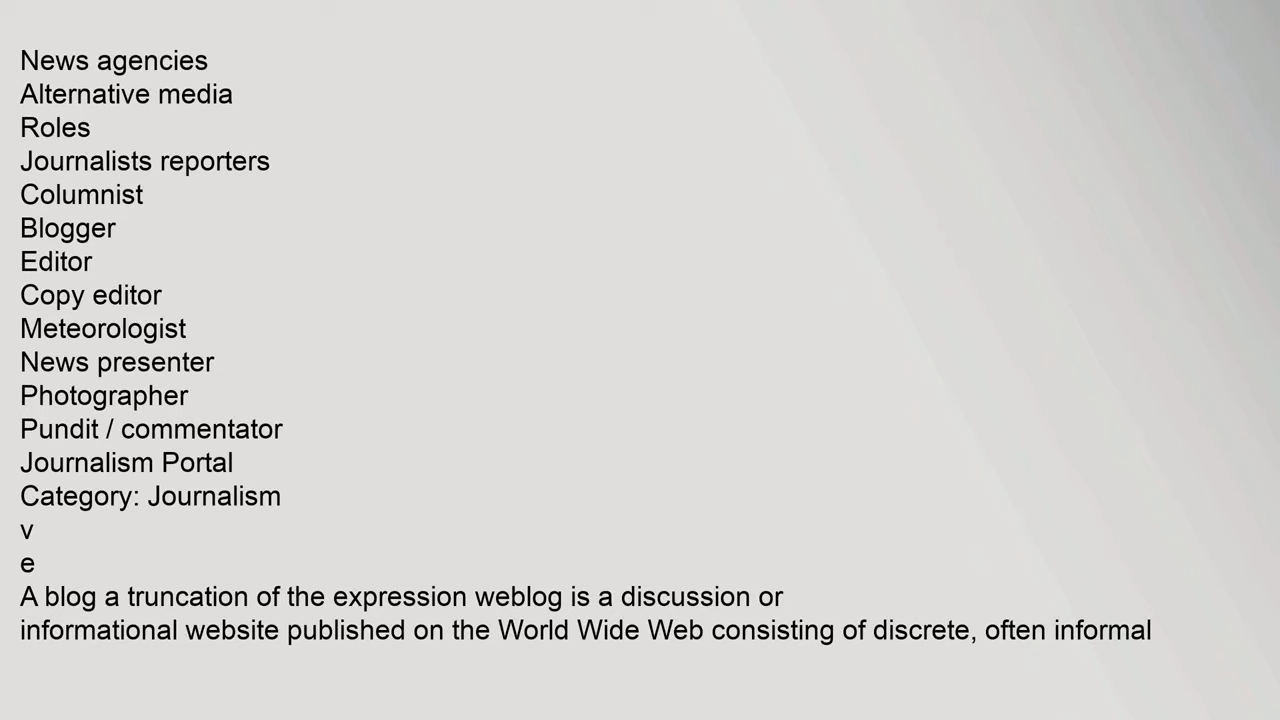 News agencies
Alternative media
Roles
Journalists reporters
Columnist
Blogger
Editor
Copy editor
Meteorologist
News presenter
Photographer
Pundit / commentator
Journalism Portal
Category: Journalism
v
e
A blog a truncation of the expression weblog is a discussion or
informational website published on the World Wide Web consisting of discrete, often informal